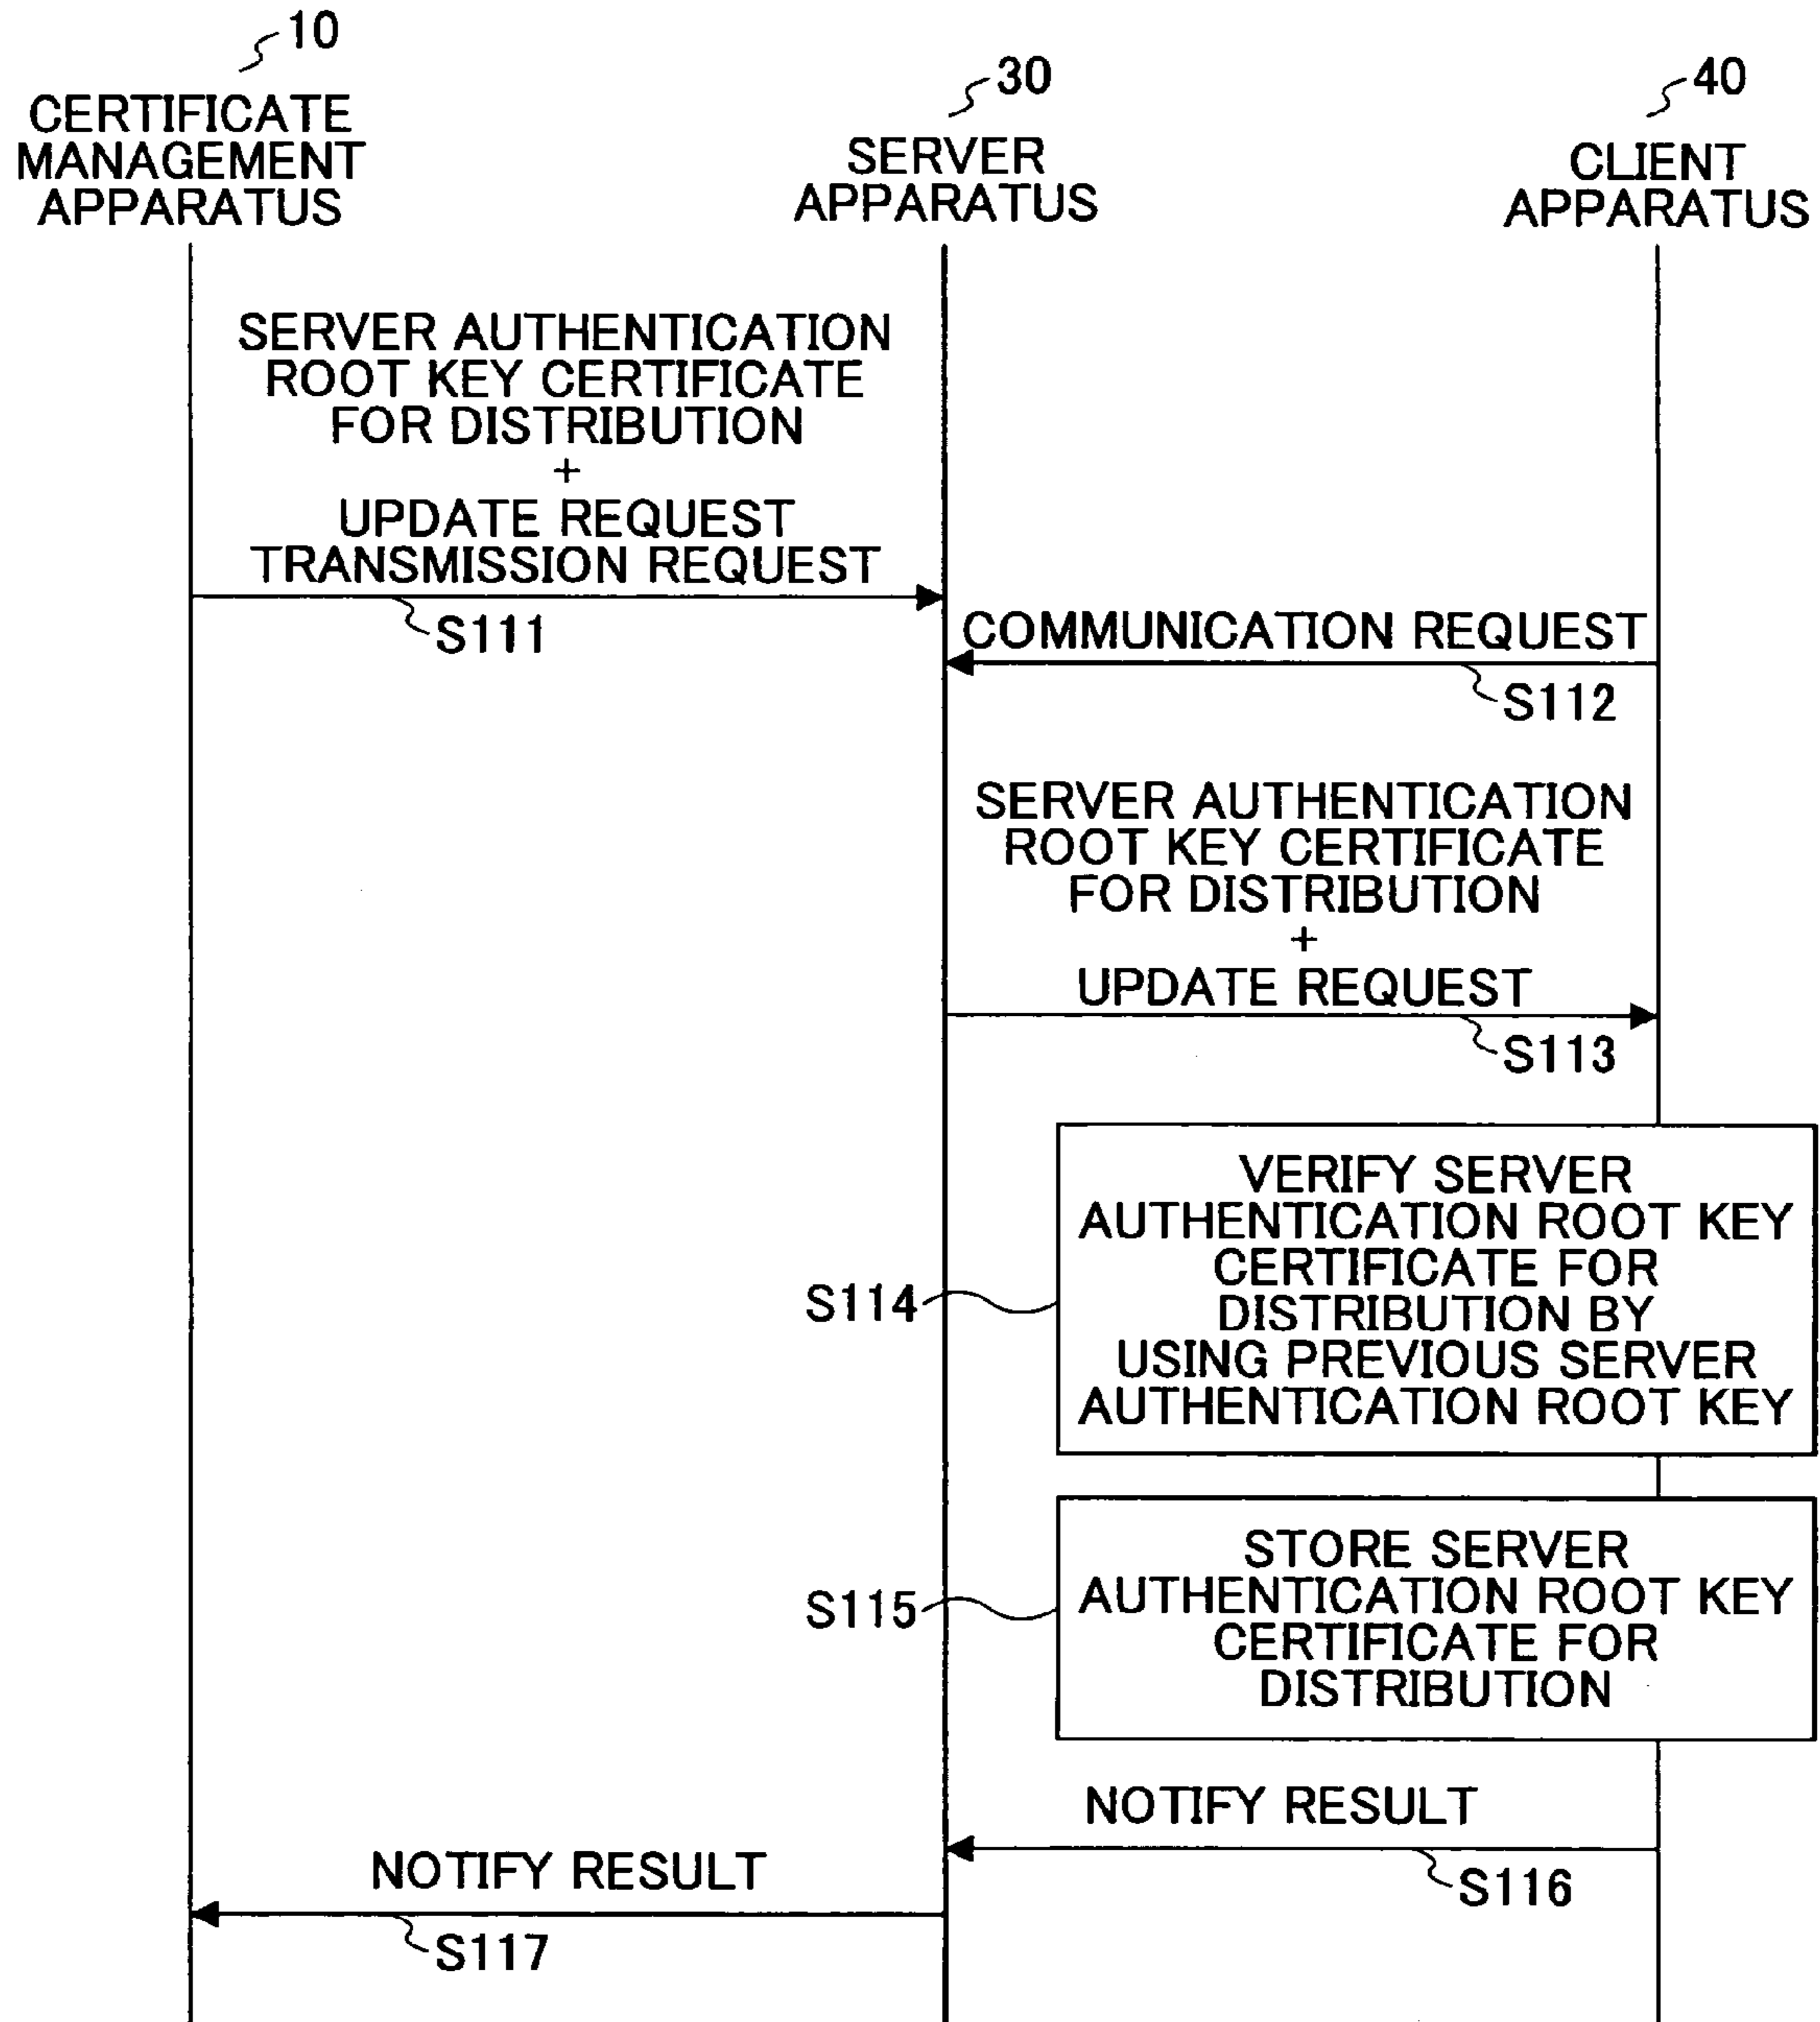 10
CERTIFICATE
MANAGEMENT
APPARATUS
30
SERVER
APPARATUS
40
CLIENT
APPARATUS
SERVER AUTHENTICATION
ROOT KEY CERTIFICATE
FOR DISTRIBUTION
+
UPDATE REQUEST
TRANSMISSION REQUEST
S111
COMMUNICATION REQUEST
S112
SERVER AUTHENTICATION
ROOT KEY CERTIFICATE
FOR DISTRIBUTION
+
UPDATE REQUEST
S113
S114
VERIFY SERVER
AUTHENTICATION ROOT KEY
CERTIFICATE FOR
DISTRIBUTION BY
USING PREVIOUS SERVER
AUTHENTICATION ROOT KEY
S115
STORE SERVER
AUTHENTICATION ROOT KEY
CERTIFICATE FOR
DISTRIBUTION
NOTIFY RESULT
S116
NOTIFY RESULT
S117